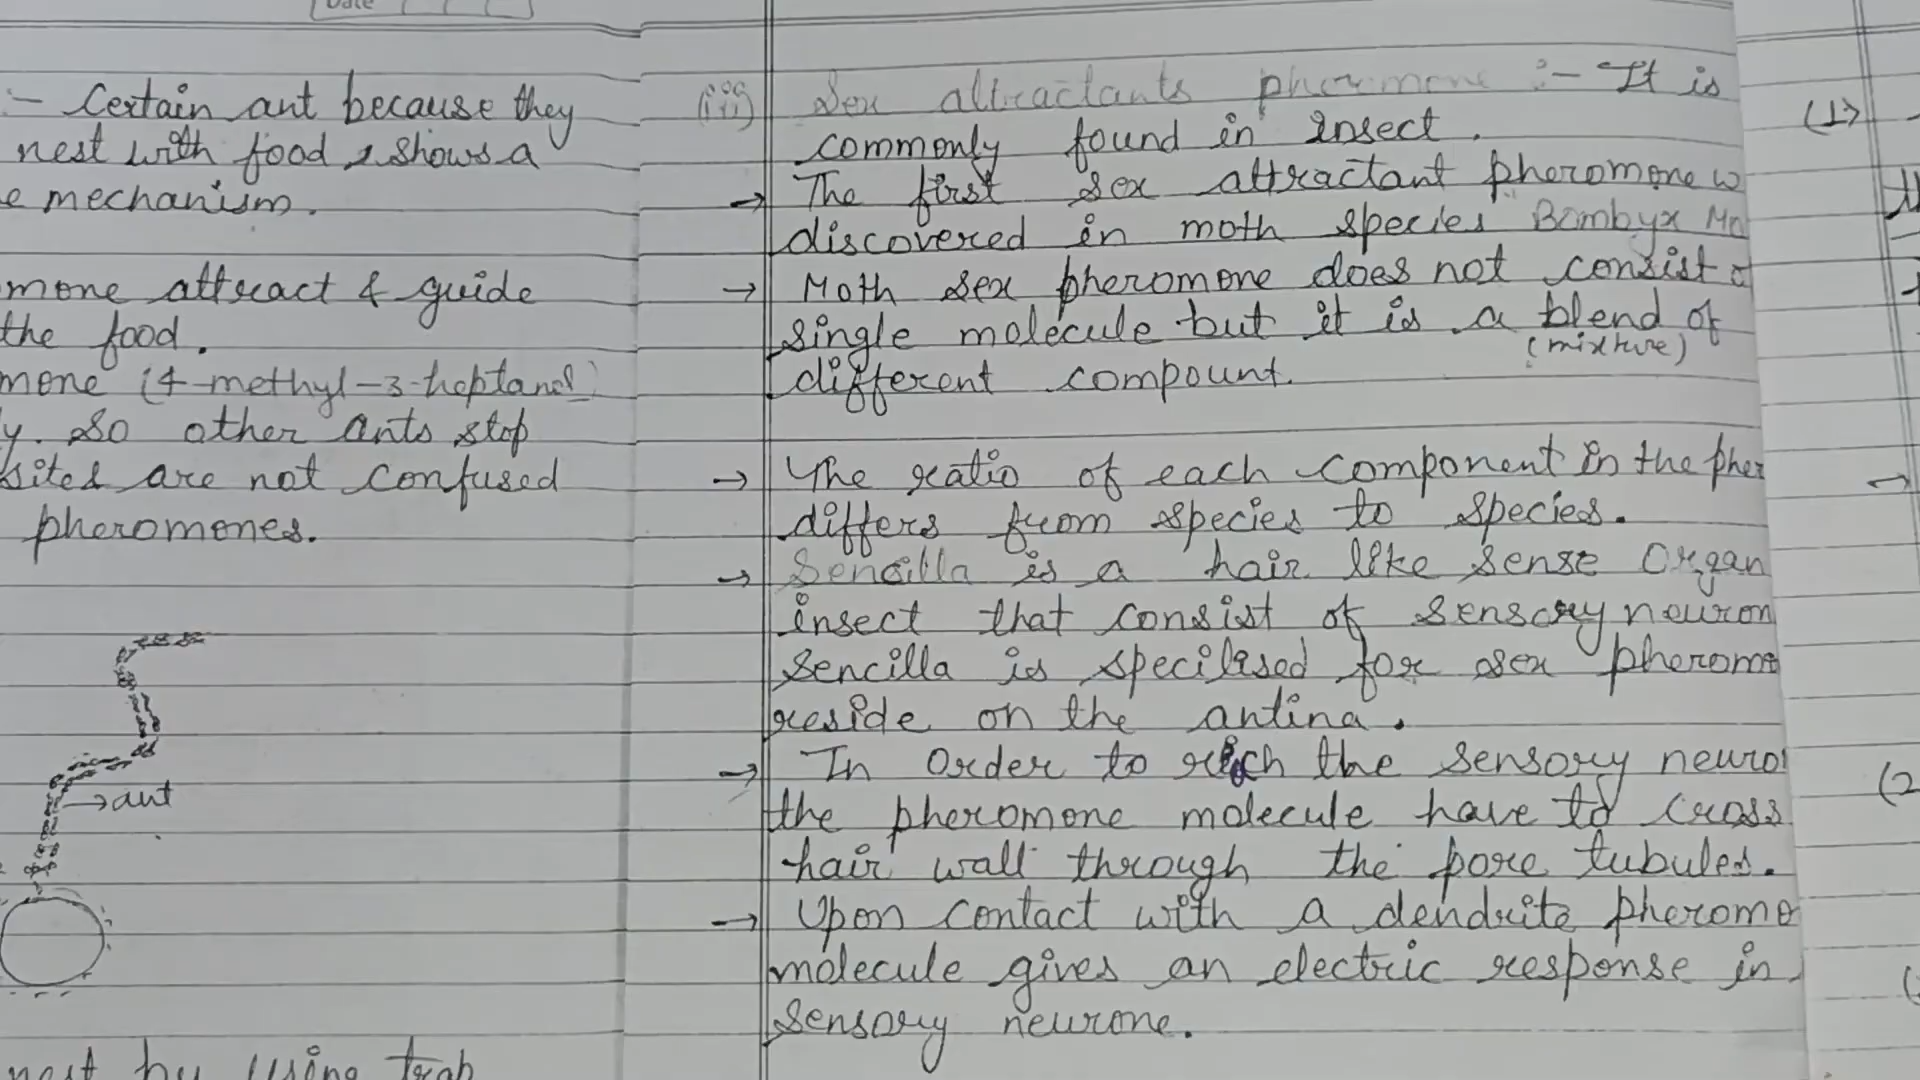 Date
:- Certain ant because they
nest with food & shows a
e mechanism.
mone attract & guide
the food.
mone (4-methyl-3-heptanol)
y. So other ants stop
sites are not confused
pheromones.
→ant
nest by using trab
(iii) Sex attractants pheromone :- It is
commonly found in insect.
→ The first sex attractant pheromone w
discovered in moth species Bombyx Mo
→ Moth sex pheromone does not consist o
single molecule but it is a blend of
(mixture)
different compount.
→ The ratio of each component in the pher
differs from species to species.
→ Sencilla is a hair like sense Organ
insect that consist of sensory neuron
sencilla is specilised for sex pherome
reside on the antina.
→ In Order to reach the sensory neuro
the pheromone molecule have to cross
hair wall through the pore tubules.
→ Upon contact with a dendrite pheromo
molecule gives an electric response in
sensory neurone.
(1)
→
(2